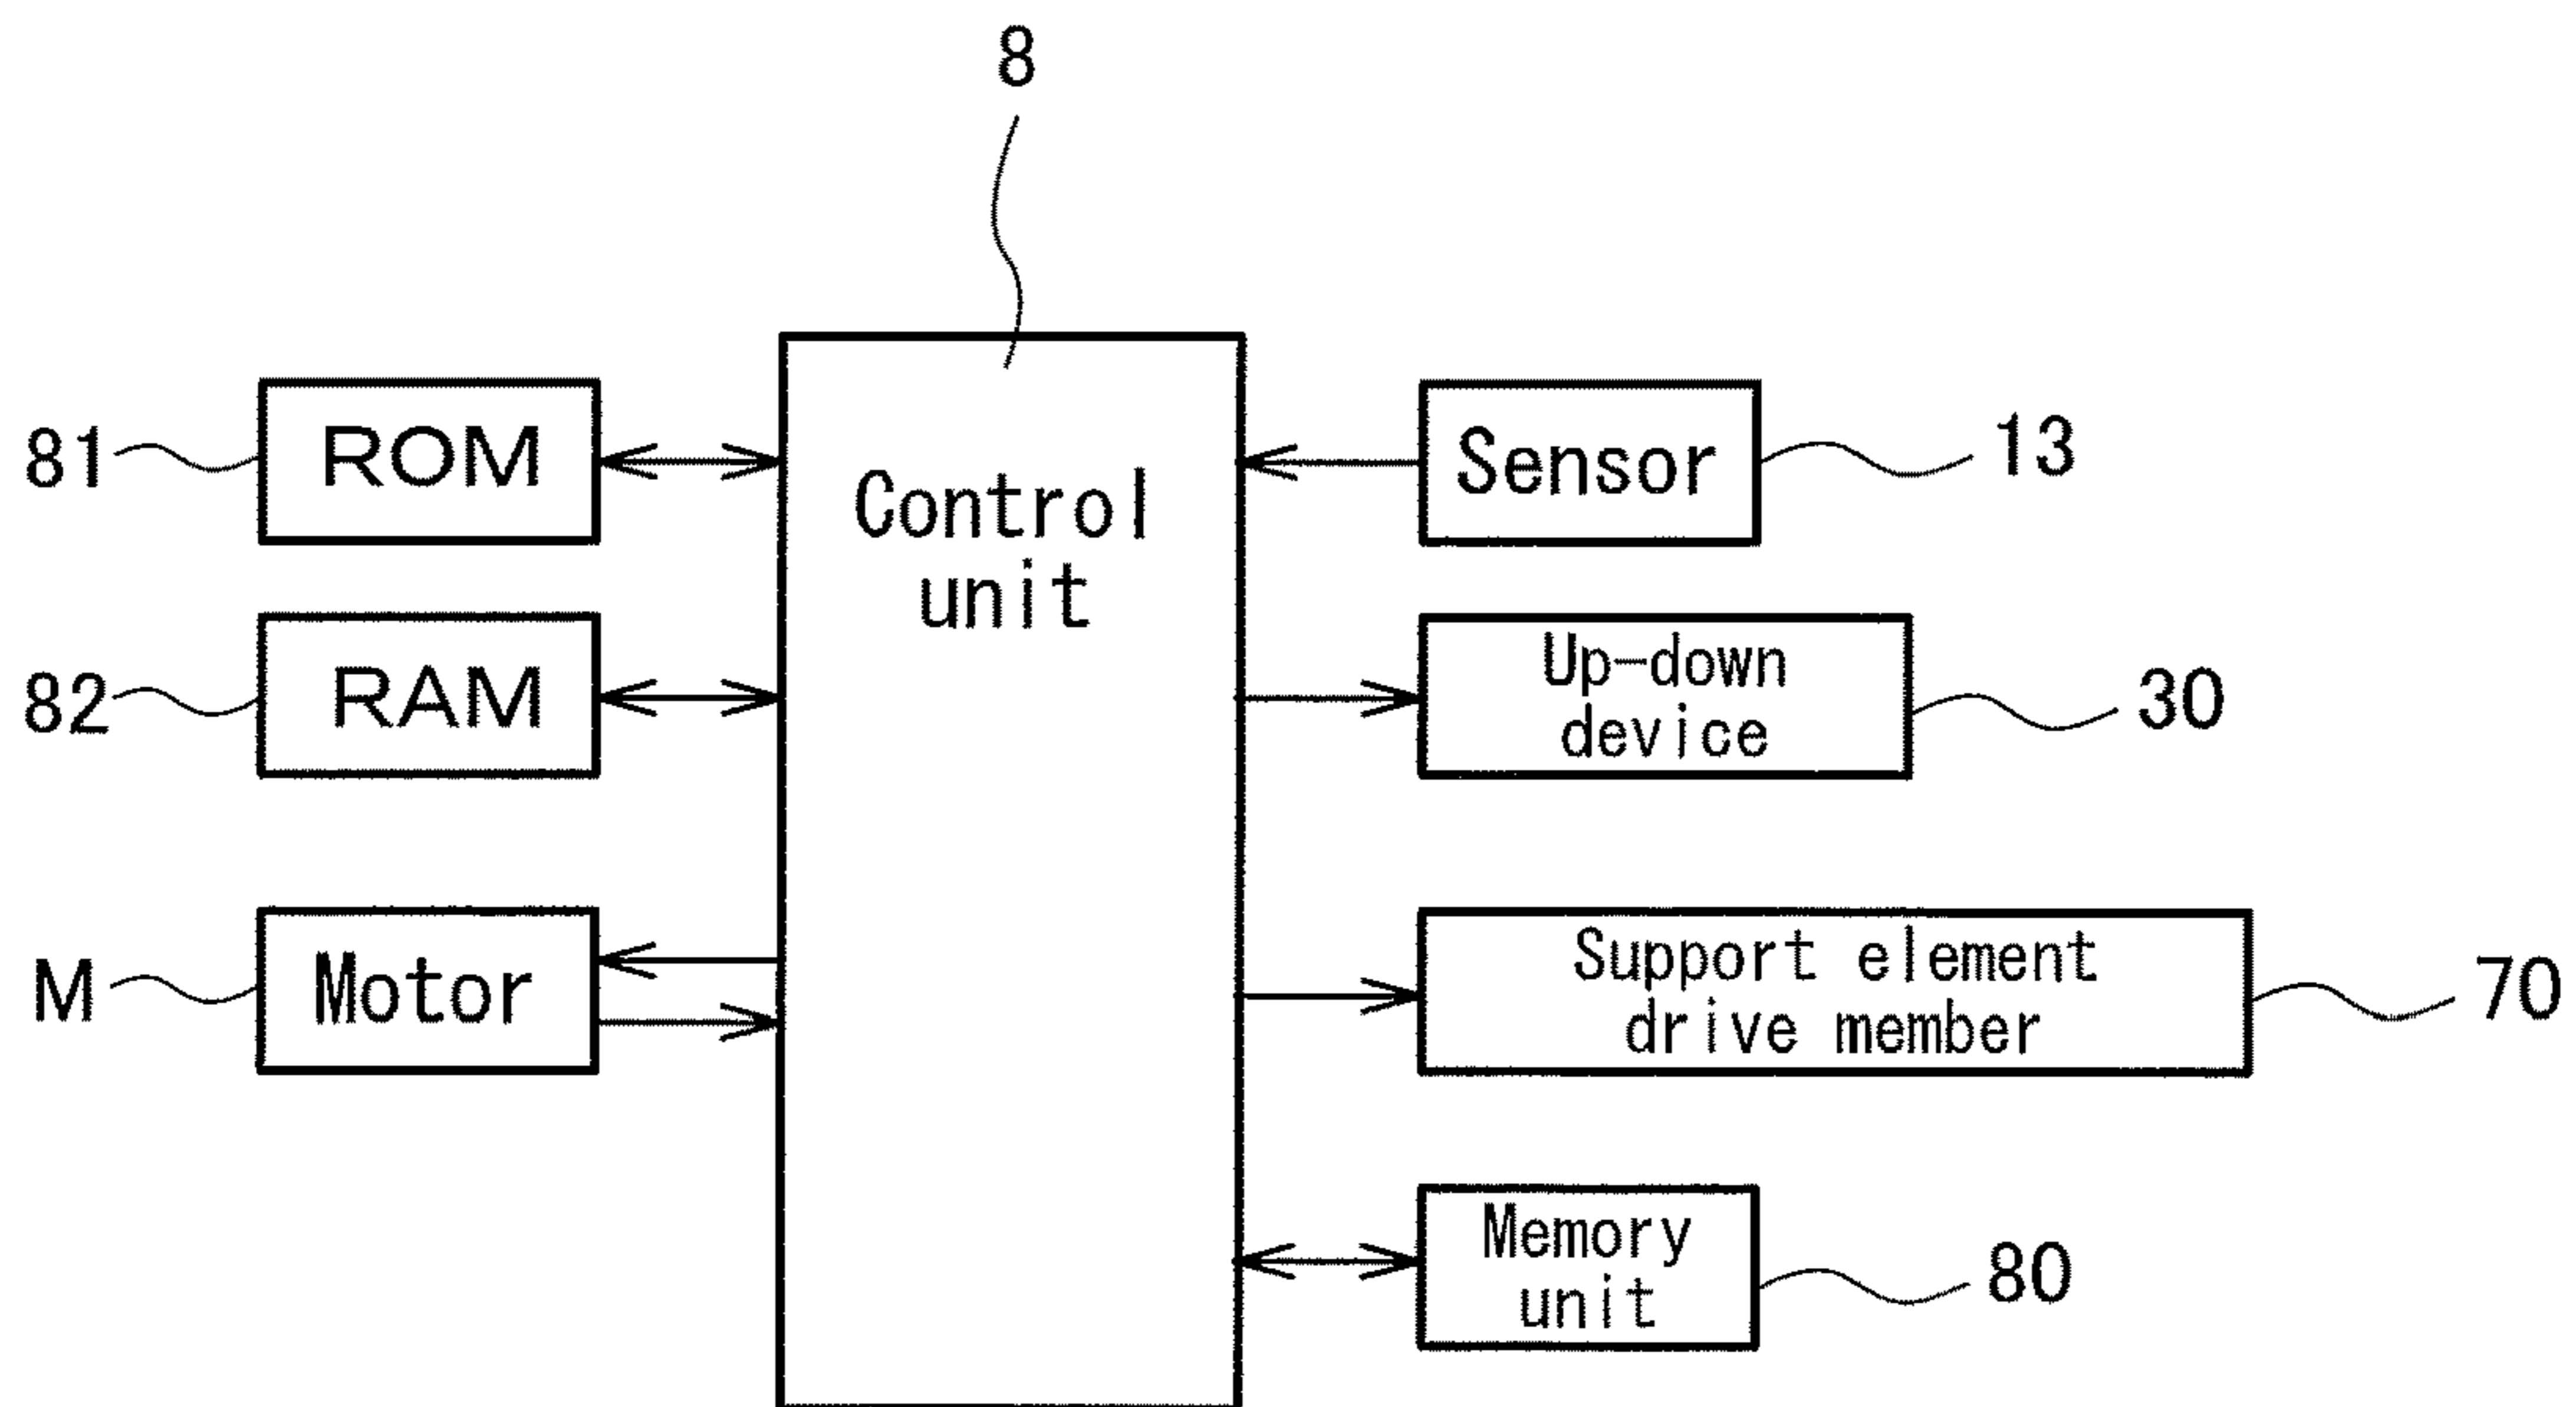 8
81
ROM
Control
unit
Sensor
13
82
RAM
Up-down
device
30
M
Motor
Support element
drive member
70
Memory
unit
80